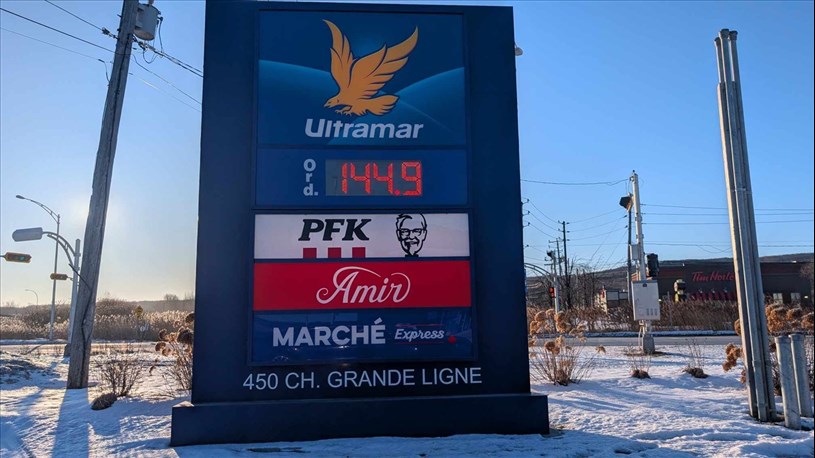 Ultramar
Ord.
144.9
PFK
Amir
MARCHÉ Express
450 CH. GRANDE LIGNE
Tim Hortons